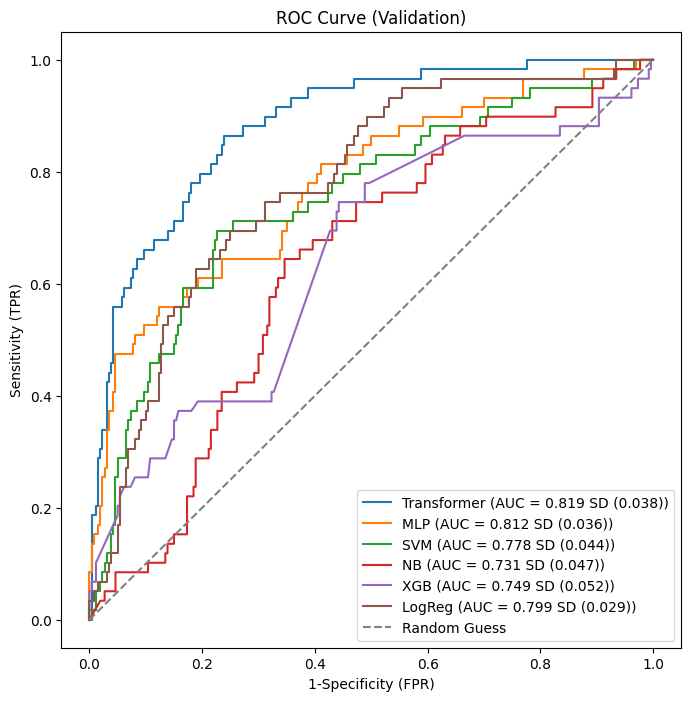 ROC Curve (Validation)
1.0
0.8
0.6
0.4
0.2
0.0
Sensitivity (TPR)
0.0
0.2
0.4
0.6
0.8
1.0
1-Specificity (FPR)
Transformer (AUC = 0.819 SD (0.038))
MLP (AUC = 0.812 SD (0.036))
SVM (AUC = 0.778 SD (0.044))
NB (AUC = 0.731 SD (0.047))
XGB (AUC = 0.749 SD (0.052))
LogReg (AUC = 0.799 SD (0.029))
Random Guess